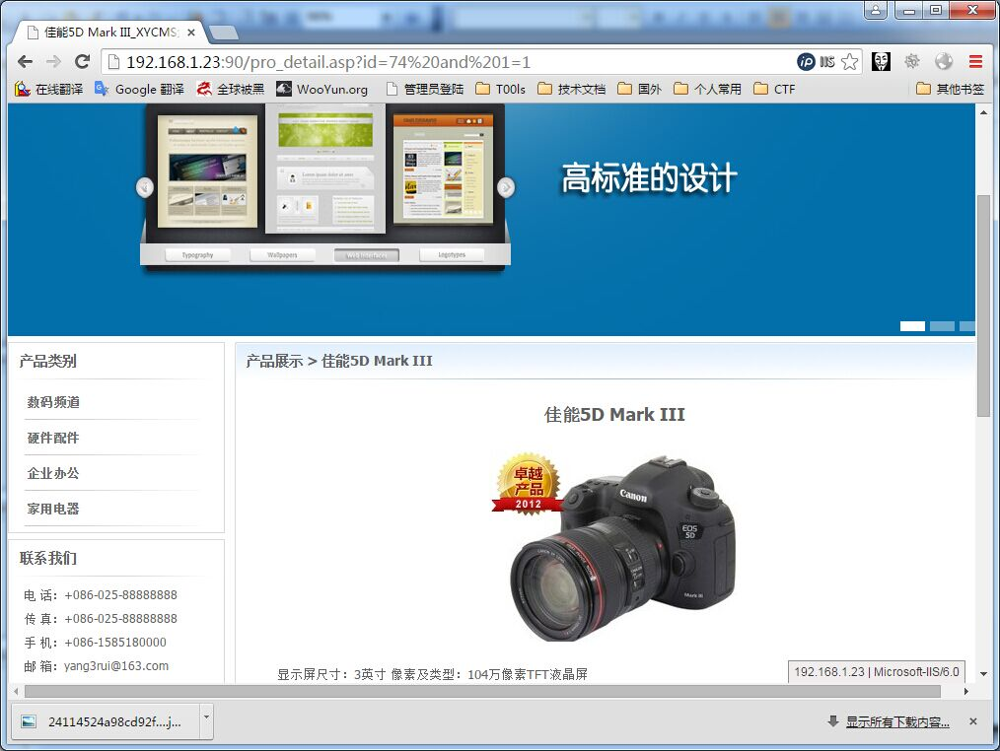 佳能5D Mark III_XYCMS
192.168.1.23:90/pro_detail.asp?id=74%20and%201=1
IP IIS
在线翻译 Google 翻译 全球被黑 WooYun.org 管理员登陆 T00ls 技术文档 国外 个人常用 CTF 其他书签
高标准的设计
Typography Wallpapers Web Interfaces Logotypes
产品类别
数码频道
硬件配件
企业办公
家用电器
联系我们
电 话：+086-025-88888888
传 真：+086-025-88888888
手 机：+086-1585180000
邮 箱：yang3rui@163.com
产品展示 > 佳能5D Mark III
佳能5D Mark III
卓越
产品
2012
Canon
EOS
5D
Mark III
显示屏尺寸：3英寸 像素及类型：104万像素TFT液晶屏
192.168.1.23 | Microsoft-IIS/6.0
24114524a98cd92f....j...
显示所有下载内容...